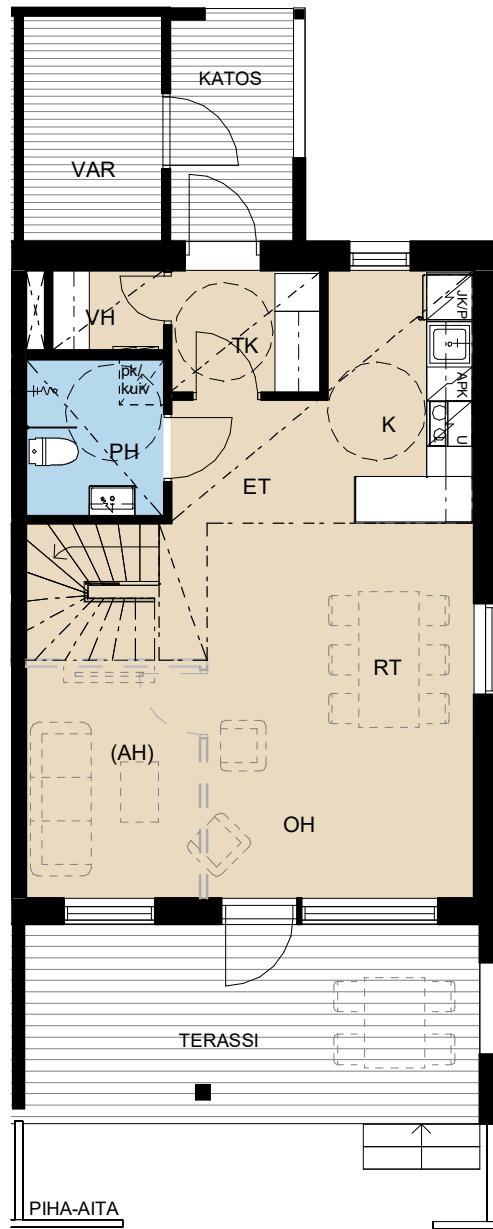 KATOS
VAR
VH
TK
JK/P
pk/
kuiv
APK
PH
K
U
ET
RT
(AH)
OH
TERASSI
PIHA-AITA